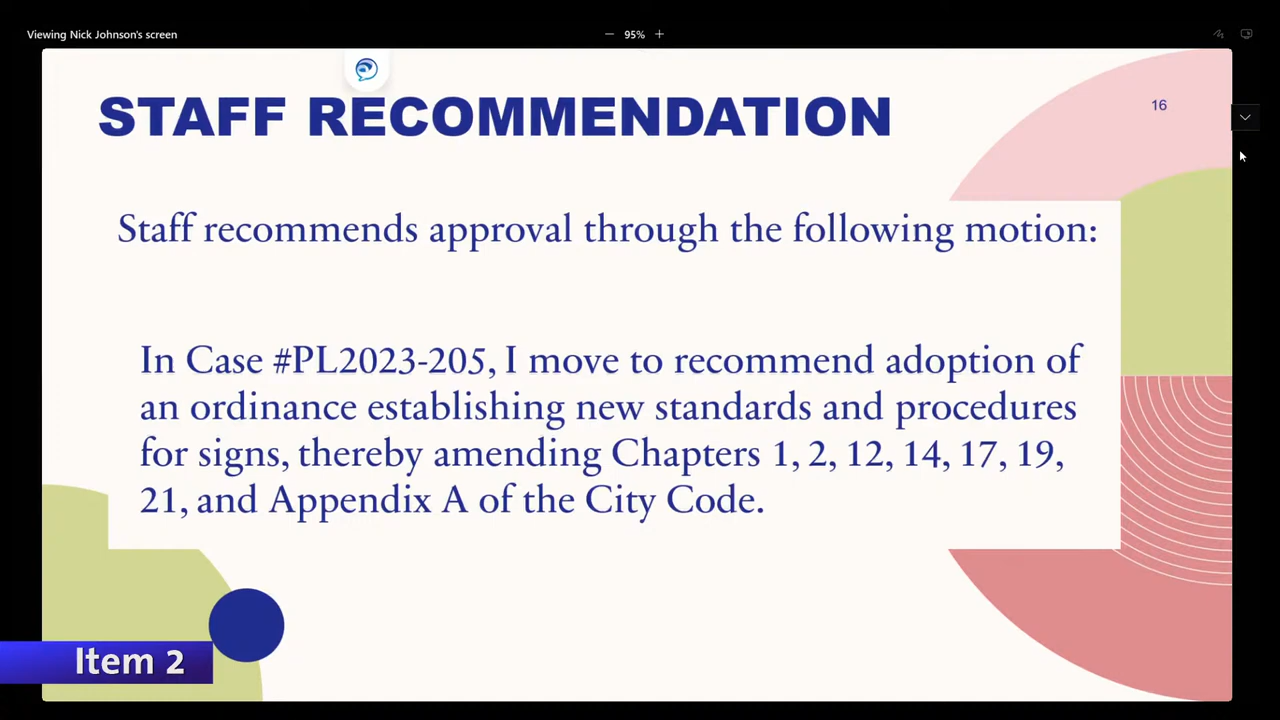 Viewing Nick Johnson's screen
95%
STAFF RECOMMENDATION
16
Staff recommends approval through the following motion:
In Case #PL2023-205, I move to recommend adoption of
an ordinance establishing new standards and procedures
for signs, thereby amending Chapters 1, 2, 12, 14, 17, 19,
21, and Appendix A of the City Code.
Item 2